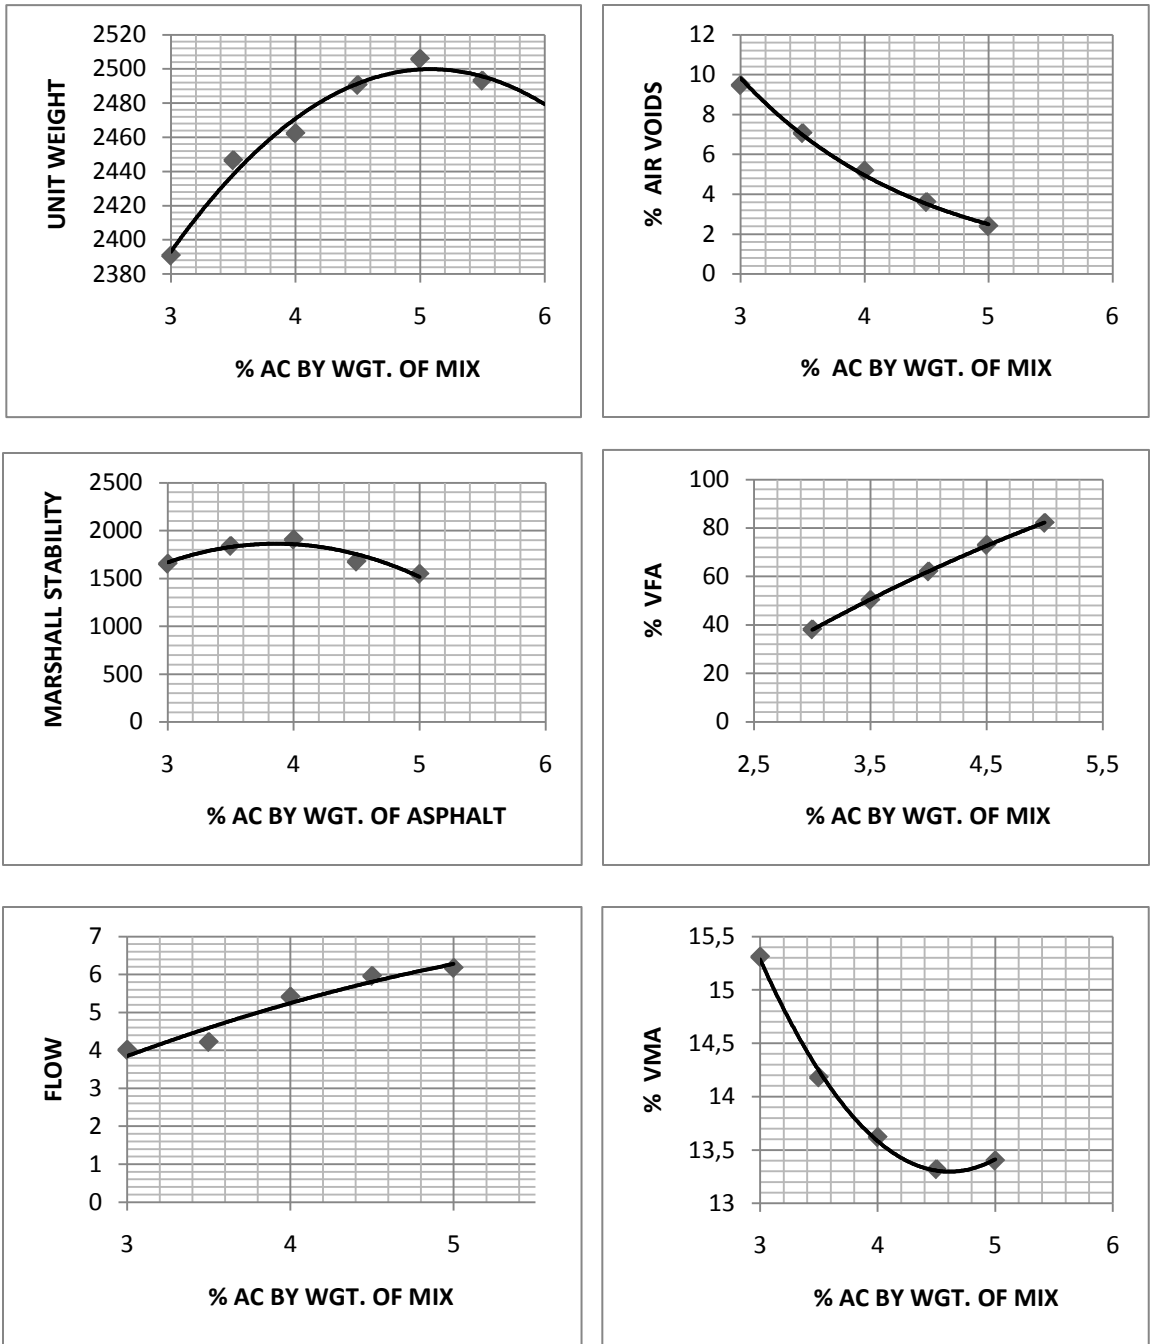 UNIT WEIGHT
2520
2500
2480
2460
2440
2420
2400
2380
3 4 5 6
% AC BY WGT. OF MIX
% AIR VOIDS
12
10
8
6
4
2
0
3 4 5 6
% AC BY WGT. OF MIX
MARSHALL STABILITY
2500
2000
1500
1000
500
0
3 4 5 6
% AC BY WGT. OF ASPHALT
% VFA
100
80
60
40
20
0
2,5 3,5 4,5 5,5
% AC BY WGT. OF MIX
FLOW
7
6
5
4
3
2
1
0
3 4 5
% AC BY WGT. OF MIX
% VMA
15,5
15
14,5
14
13,5
13
3 4 5 6
% AC BY WGT. OF MIX